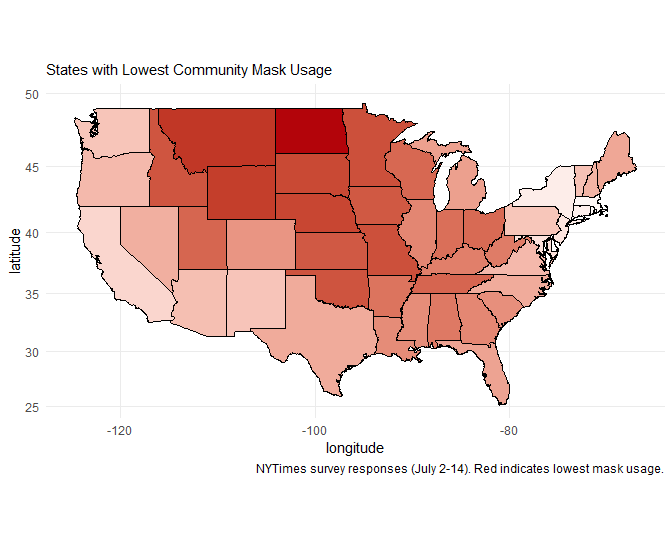 States with Lowest Community Mask Usage
50
45
40
35
30
25
latitude
-120
-100
-80
longitude
NYTimes survey responses (July 2-14). Red indicates lowest mask usage.